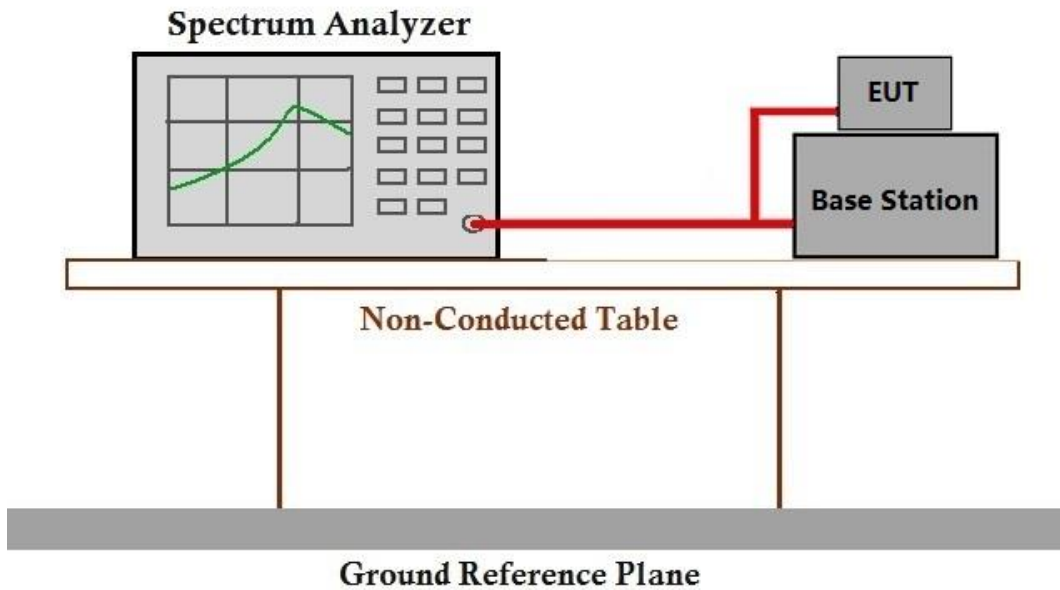 Spectrum Analyzer
EUT
Base Station
Non-Conducted Table
Ground Reference Plane